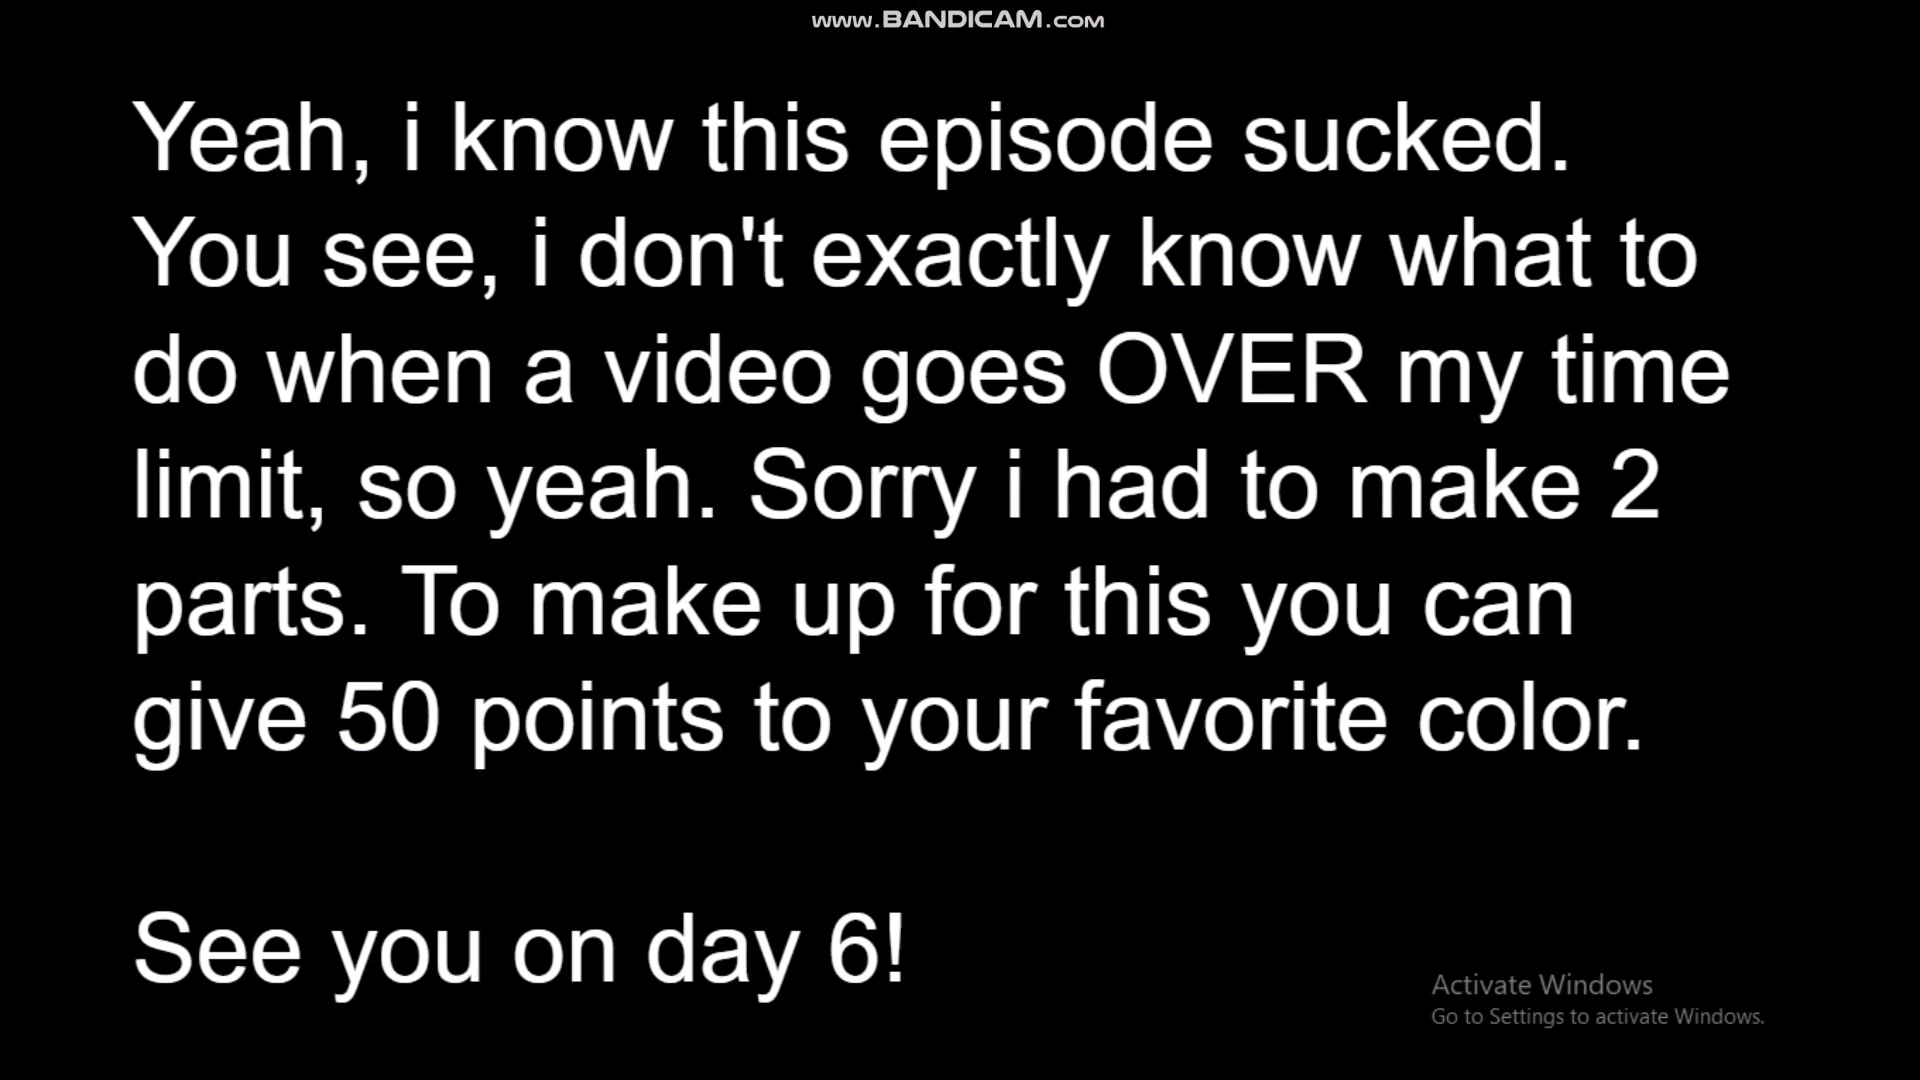 www.BANDICAM.com
Yeah, i know this episode sucked.
You see, i don't exactly know what to
do when a video goes OVER my time
limit, so yeah. Sorry i had to make 2
parts. To make up for this you can
give 50 points to your favorite color.
See you on day 6!
Activate Windows
Go to Settings to activate Windows.